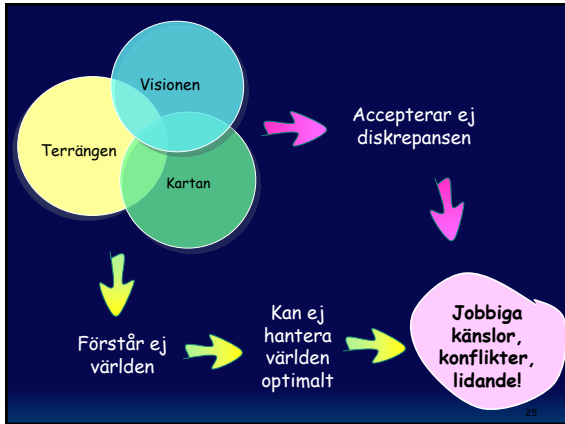 Visionen
Terrängen
Kartan
Accepterar ej
diskrepansen
Förstår ej
världen
Kan ej
hantera
världen
optimalt
Jobbiga
känslor,
konflikter,
lidande!
25